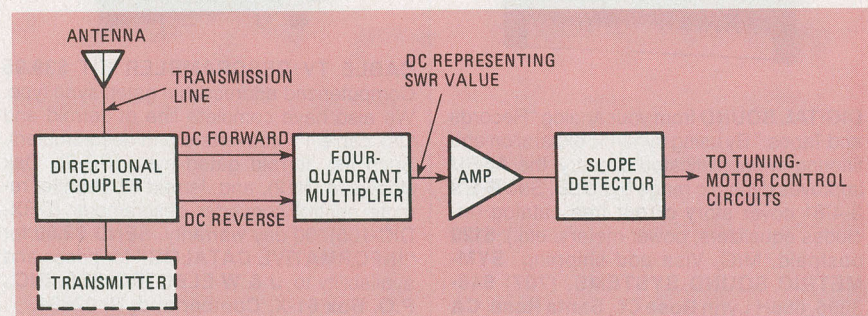 ANTENNA
TRANSMISSION
LINE
DC REPRESENTING
SWR VALUE
DIRECTIONAL
COUPLER
DC FORWARD
DC REVERSE
FOUR-
QUADRANT
MULTIPLIER
AMP
SLOPE
DETECTOR
TO TUNING-
MOTOR CONTROL
CIRCUITS
TRANSMITTER